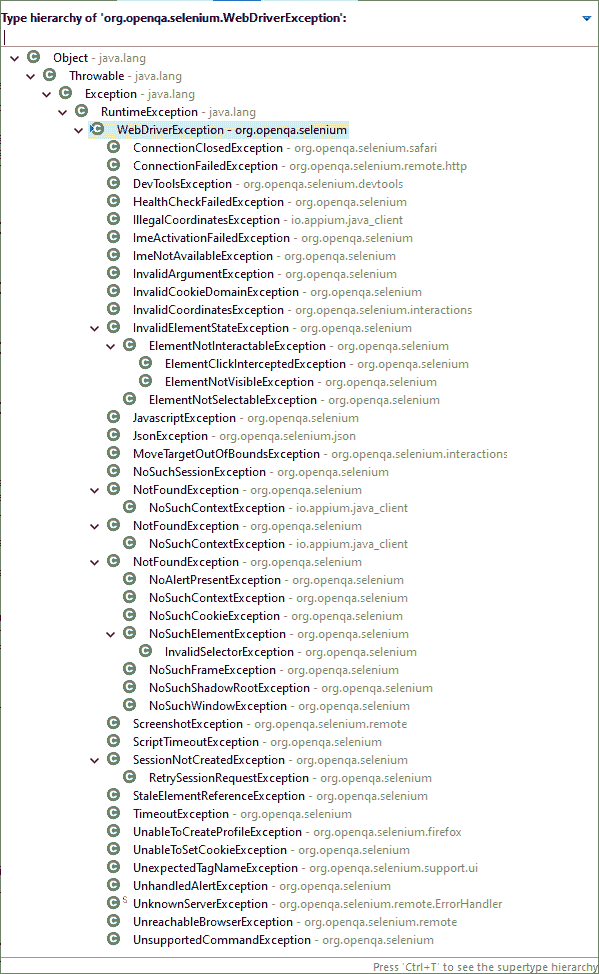 Type hierarchy of 'org.openqa.selenium.WebDriverException':
Object - java.lang
Throwable - java.lang
Exception - java.lang
RuntimeException - java.lang
WebDriverException - org.openqa.selenium
ConnectionClosedException - org.openqa.selenium.safari
ConnectionFailedException - org.openqa.selenium.remote.http
DevToolsException - org.openqa.selenium.devtools
HealthCheckFailedException - org.openqa.selenium
IllegalCoordinatesException - io.appium.java_client
ImeActivationFailedException - org.openqa.selenium
ImeNotAvailableException - org.openqa.selenium
InvalidArgumentException - org.openqa.selenium
InvalidCookieDomainException - org.openqa.selenium
InvalidCoordinatesException - org.openqa.selenium.interactions
InvalidElementStateException - org.openqa.selenium
ElementNotInteractableException - org.openqa.selenium
ElementClickInterceptedException - org.openqa.selenium
ElementNotVisibleException - org.openqa.selenium
ElementNotSelectableException - org.openqa.selenium
JavascriptException - org.openqa.selenium
JsonException - org.openqa.selenium.json
MoveTargetOutOfBoundsException - org.openqa.selenium.interactions
NoSuchSessionException - org.openqa.selenium
NotFoundException - org.openqa.selenium
NoSuchContextException - io.appium.java_client
NotFoundException - org.openqa.selenium
NoSuchContextException - io.appium.java_client
NotFoundException - org.openqa.selenium
NoAlertPresentException - org.openqa.selenium
NoSuchContextException - org.openqa.selenium
NoSuchCookieException - org.openqa.selenium
NoSuchElementException - org.openqa.selenium
InvalidSelectorException - org.openqa.selenium
NoSuchFrameException - org.openqa.selenium
NoSuchShadowRootException - org.openqa.selenium
NoSuchWindowException - org.openqa.selenium
ScreenshotException - org.openqa.selenium.remote
ScriptTimeoutException - org.openqa.selenium
SessionNotCreatedException - org.openqa.selenium
RetrySessionRequestException - org.openqa.selenium
StaleElementReferenceException - org.openqa.selenium
TimeoutException - org.openqa.selenium
UnableToCreateProfileException - org.openqa.selenium.firefox
UnableToSetCookieException - org.openqa.selenium
UnexpectedTagNameException - org.openqa.selenium.support.ui
UnhandledAlertException - org.openqa.selenium
UnknownServerException - org.openqa.selenium.remote.ErrorHandler
UnreachableBrowserException - org.openqa.selenium.remote
UnsupportedCommandException - org.openqa.selenium
Press 'Ctrl+T' to see the supertype hierarchy